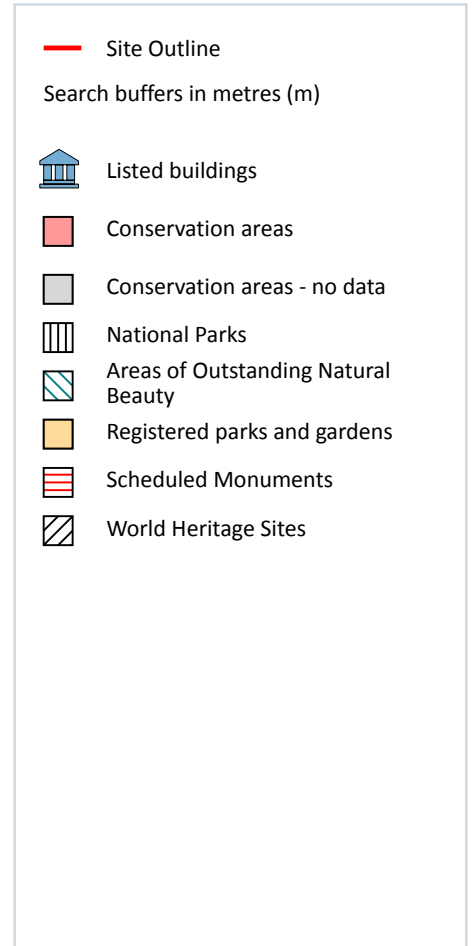 Site Outline
Search buffers in metres (m)
Listed buildings
Conservation areas
Conservation areas - no data
National Parks
Areas of Outstanding Natural
Beauty
Registered parks and gardens
Scheduled Monuments
World Heritage Sites